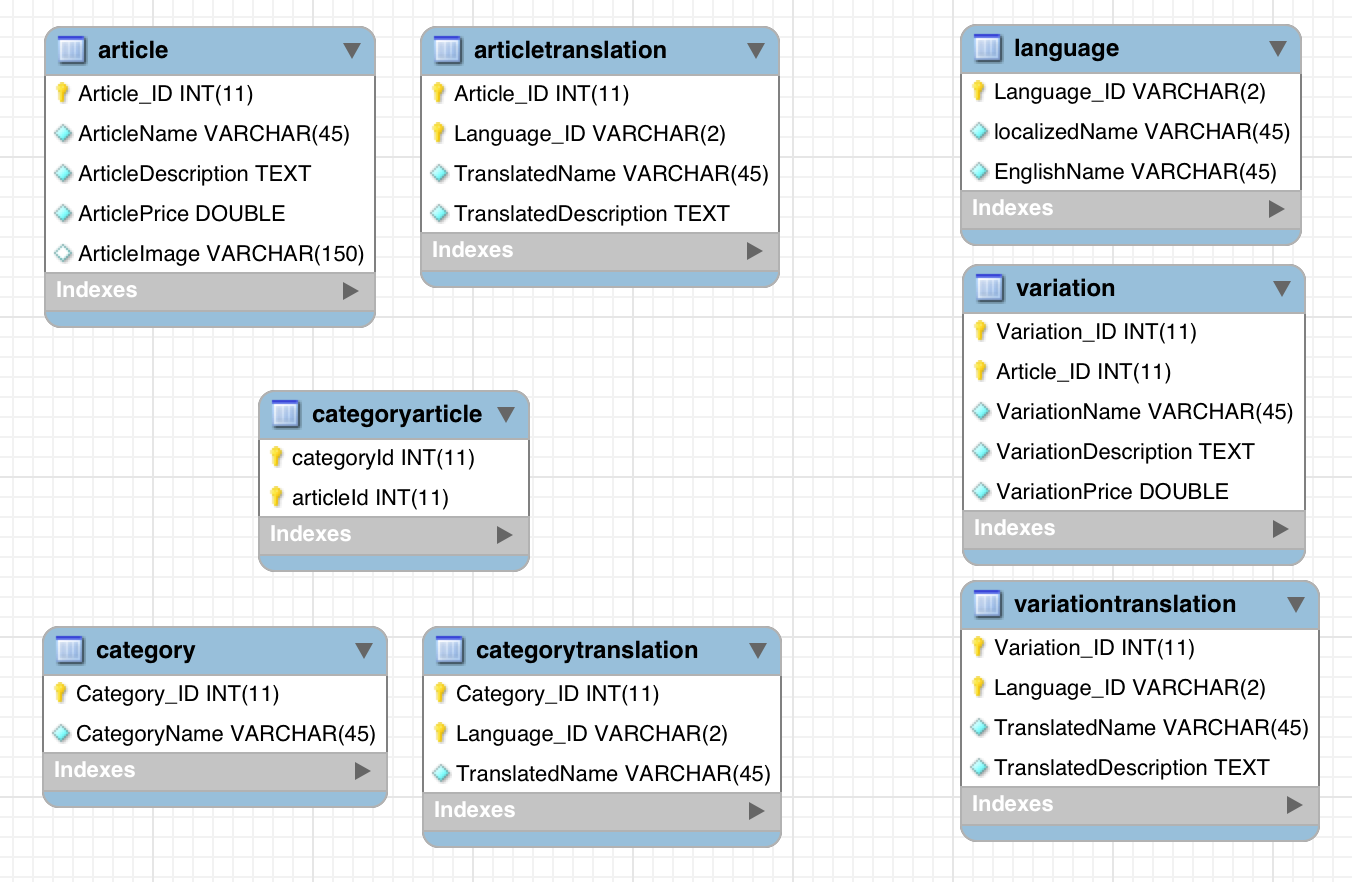 article
Article_ID INT(11)
ArticleName VARCHAR(45)
ArticleDescription TEXT
ArticlePrice DOUBLE
ArticleImage VARCHAR(150)
Indexes
articletranslation
Article_ID INT(11)
Language_ID VARCHAR(2)
TranslatedName VARCHAR(45)
TranslatedDescription TEXT
Indexes
language
Language_ID VARCHAR(2)
localizedName VARCHAR(45)
EnglishName VARCHAR(45)
Indexes
variation
Variation_ID INT(11)
Article_ID INT(11)
VariationName VARCHAR(45)
VariationDescription TEXT
VariationPrice DOUBLE
Indexes
categoryarticle
categoryId INT(11)
articleId INT(11)
Indexes
category
Category_ID INT(11)
CategoryName VARCHAR(45)
Indexes
categorytranslation
Category_ID INT(11)
Language_ID VARCHAR(2)
TranslatedName VARCHAR(45)
Indexes
variationtranslation
Variation_ID INT(11)
Language_ID VARCHAR(2)
TranslatedName VARCHAR(45)
TranslatedDescription TEXT
Indexes